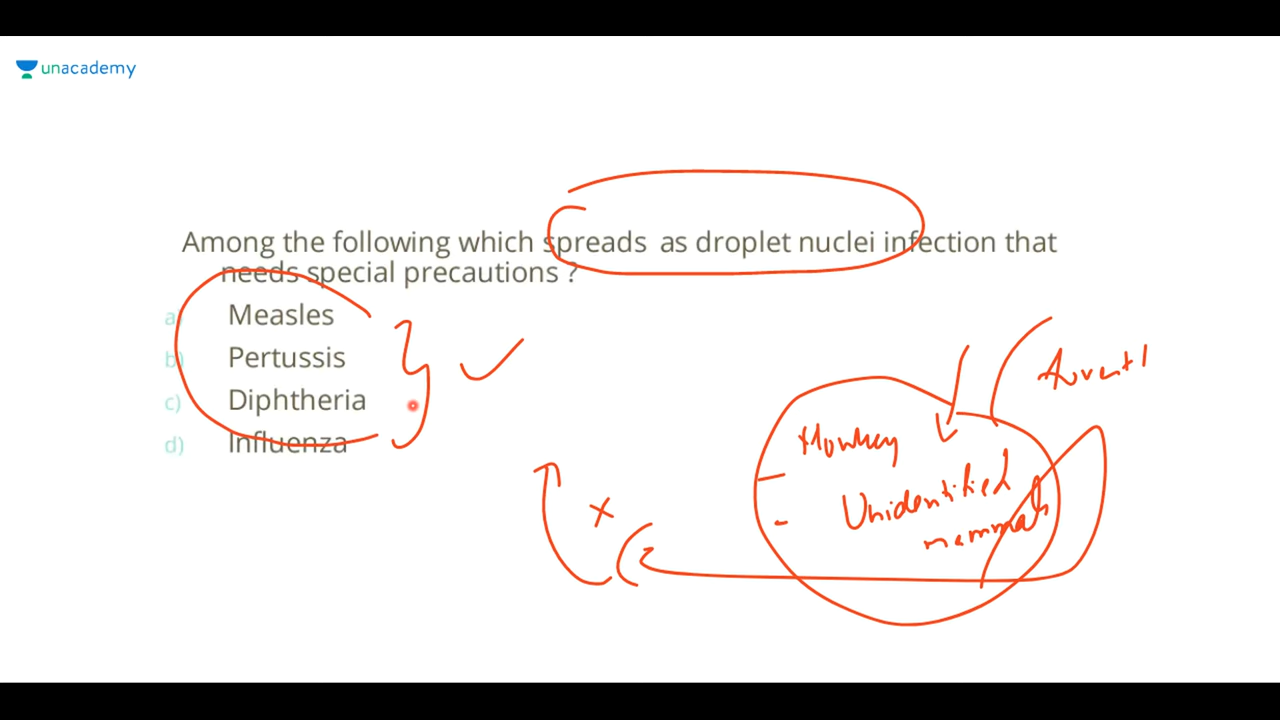 unacademy
Among the following which spreads as droplet nuclei infection that
needs special precautions ?
a) Measles
b) Pertussis
c) Diphtheria
d) Influenza
Monkey
- Unidentified
mammals